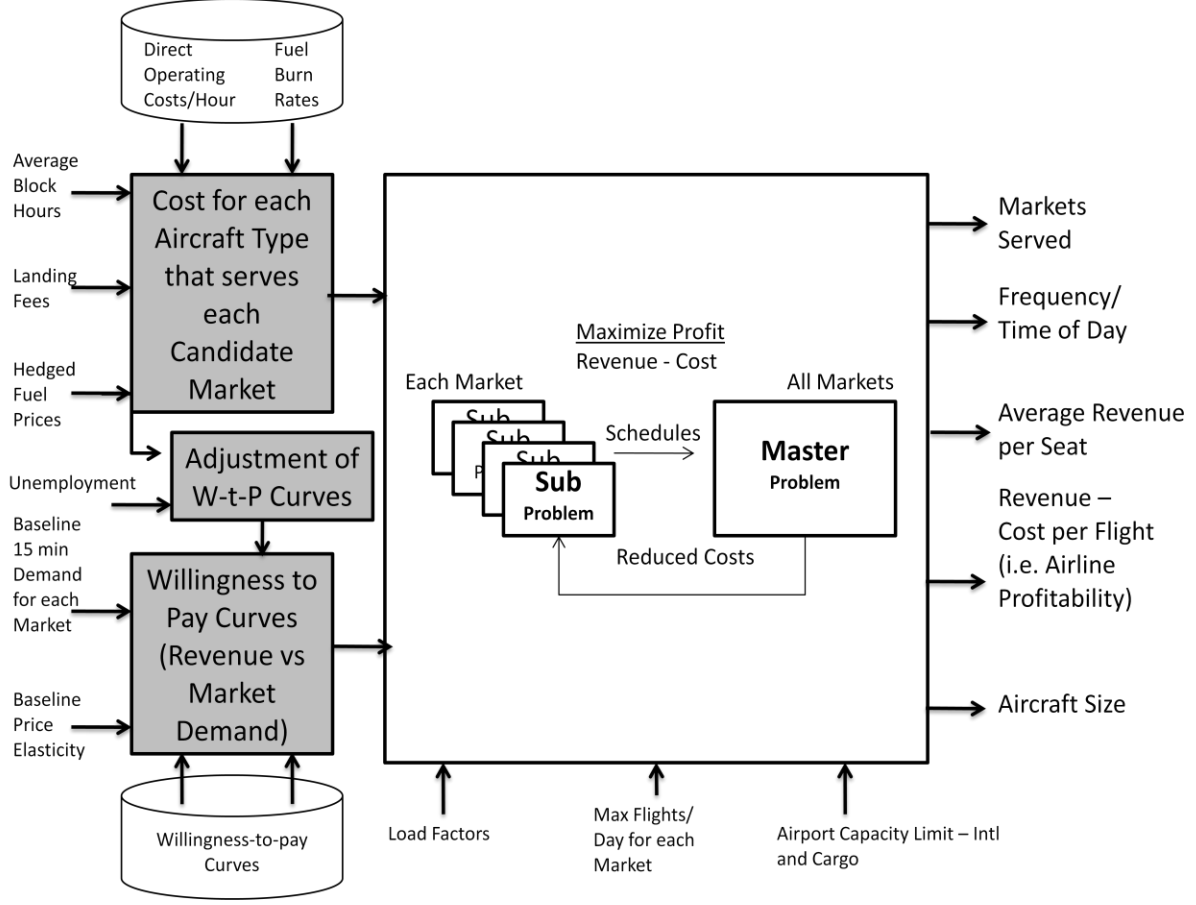 Direct
Operating
Costs/Hour
Fuel
Burn
Rates
Average
Block
Hours
Landing
Fees
Hedged
Fuel
Prices
Cost for each
Aircraft Type
that serves
each
Candidate
Market
Unemployment
Adjustment of
W-t-P Curves
Baseline
15 min
Demand
for each
Market
Baseline
Price
Elasticity
Willingness to
Pay Curves
(Revenue vs
Market
Demand)
Willingness-to-pay
Curves
Maximize Profit
Revenue - Cost
Each Market
All Markets
Sub
Sub
Sub
Sub
Problem
Schedules
Master
Problem
Reduced Costs
Load Factors
Max Flights/
Day for each
Market
Airport Capacity Limit – Intl
and Cargo
Markets
Served
Frequency/
Time of Day
Average Revenue
per Seat
Revenue –
Cost per Flight
(i.e. Airline
Profitability)
Aircraft Size